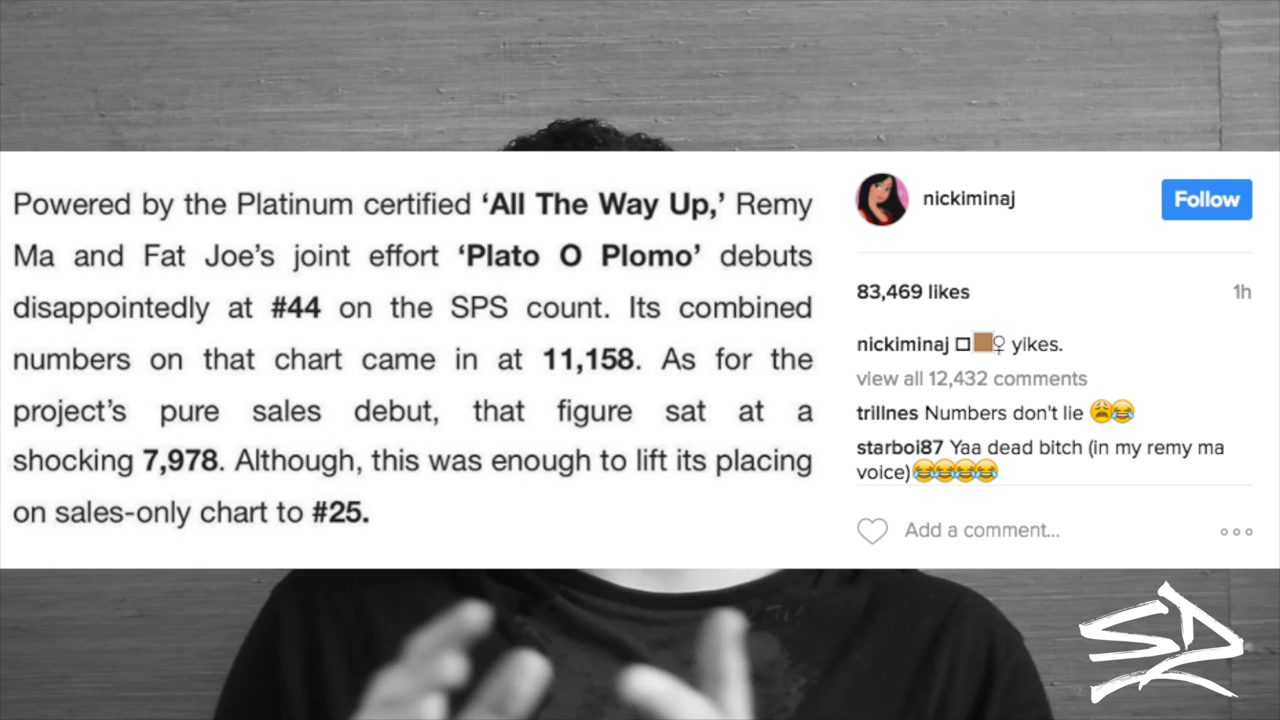 Powered by the Platinum certified ‘All The Way Up,’ Remy
Ma and Fat Joe’s joint effort ‘Plato O Plomo’ debuts
disappointedly at #44 on the SPS count. Its combined
numbers on that chart came in at 11,158. As for the
project’s pure sales debut, that figure sat at a
shocking 7,978. Although, this was enough to lift its placing
on sales-only chart to #25.
nickiminaj
Follow
83,469 likes
1h
nickiminaj □🏽♀ yikes.
view all 12,432 comments
trillnes Numbers don't lie 😩😂
starboi87 Yaa dead bitch (in my remy ma
voice)😂😂😂😂
Add a comment...
SD